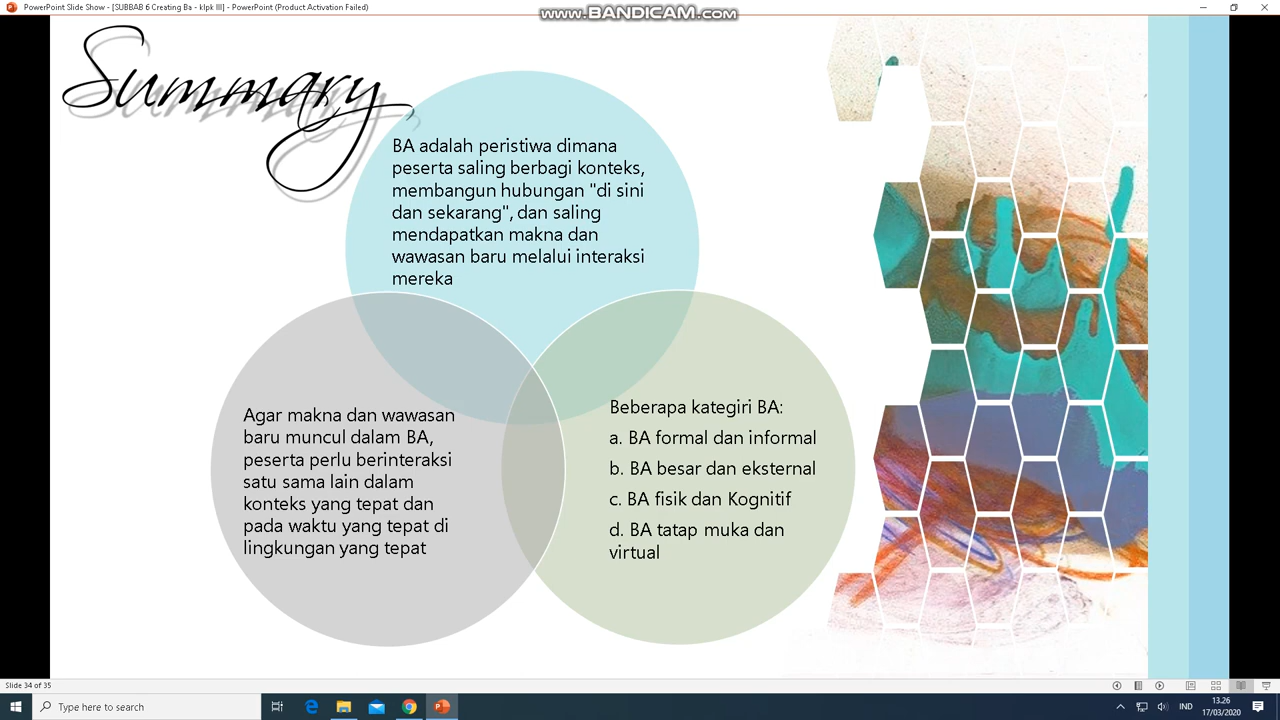 PowerPoint Slide Show - [SUBBAB 6 Creating Ba - klpk III] - PowerPoint (Product Activation Failed)
www.BANDICAM.com
Summary
BA adalah peristiwa dimana
peserta saling berbagi konteks,
membangun hubungan "di sini
dan sekarang", dan saling
mendapatkan makna dan
wawasan baru melalui interaksi
mereka
Agar makna dan wawasan
baru muncul dalam BA,
peserta perlu berinteraksi
satu sama lain dalam
konteks yang tepat dan
pada waktu yang tepat di
lingkungan yang tepat
Beberapa kategiri BA:
a. BA formal dan informal
b. BA besar dan eksternal
c. BA fisik dan Kognitif
d. BA tatap muka dan
virtual
Slide 34 of 35
Type here to search
IND
13.26
17/03/2020